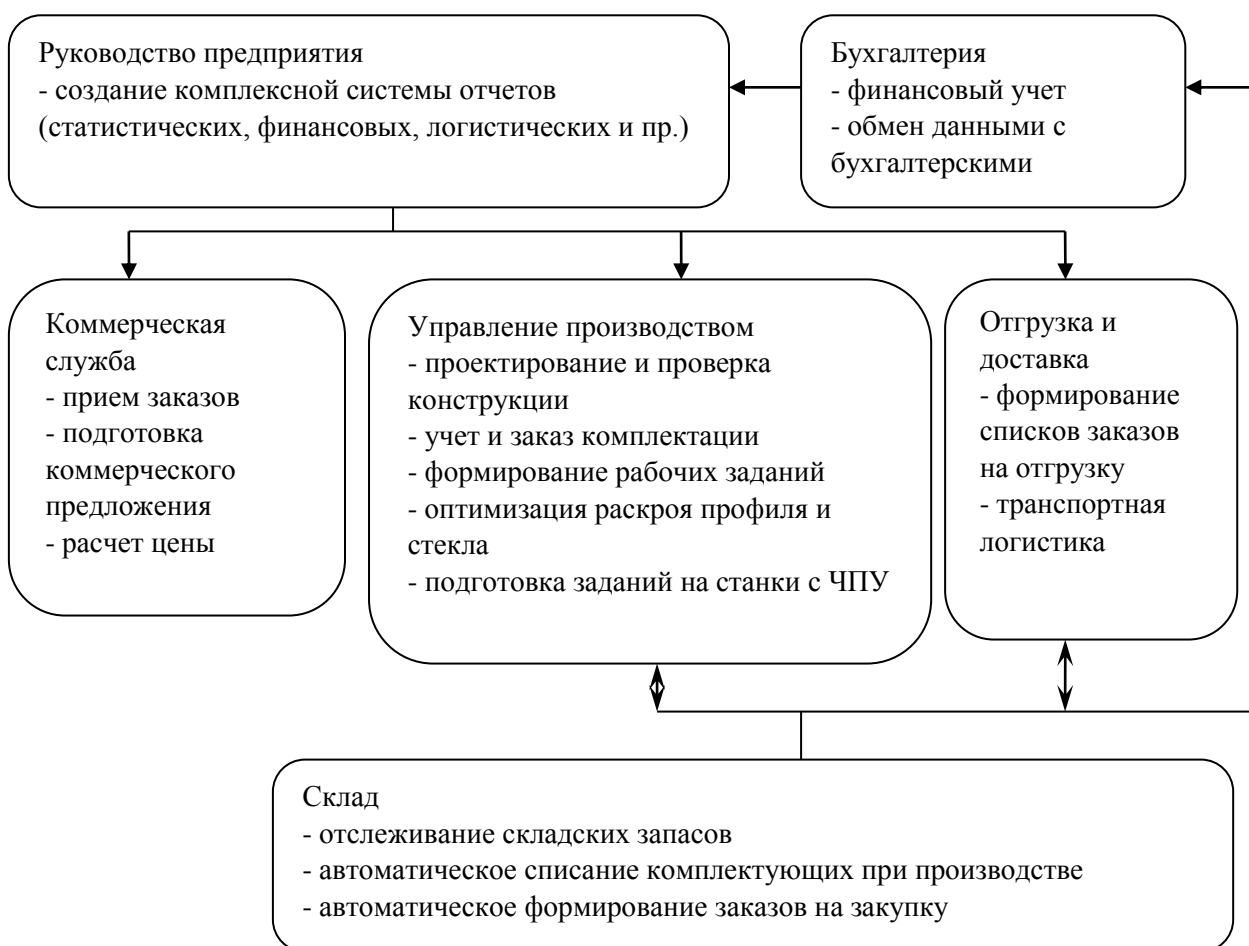 Руководство предприятия
- создание комплексной системы отчетов
(статистических, финансовых, логистических и пр.)
Бухгалтерия
- финансовый учет
- обмен данными с
бухгалтерскими
Коммерческая
служба
- прием заказов
- подготовка
коммерческого
предложения
- расчет цены
Управление производством
- проектирование и проверка
конструкции
- учет и заказ комплектации
- формирование рабочих заданий
- оптимизация раскроя профиля и
стекла
- подготовка заданий на станки с ЧПУ
Отгрузка и
доставка
- формирование
списков заказов
на отгрузку
- транспортная
логистика
Склад
- отслеживание складских запасов
- автоматическое списание комплектующих при производстве
- автоматическое формирование заказов на закупку